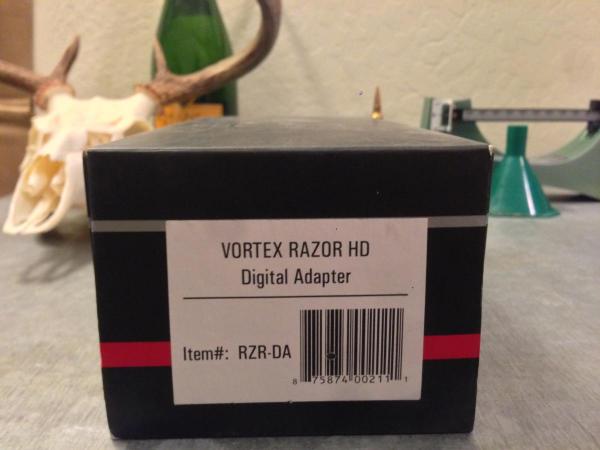 VORTEX RAZOR HD
Digital Adapter
Item#: RZR-DA
8 75874 00211 1